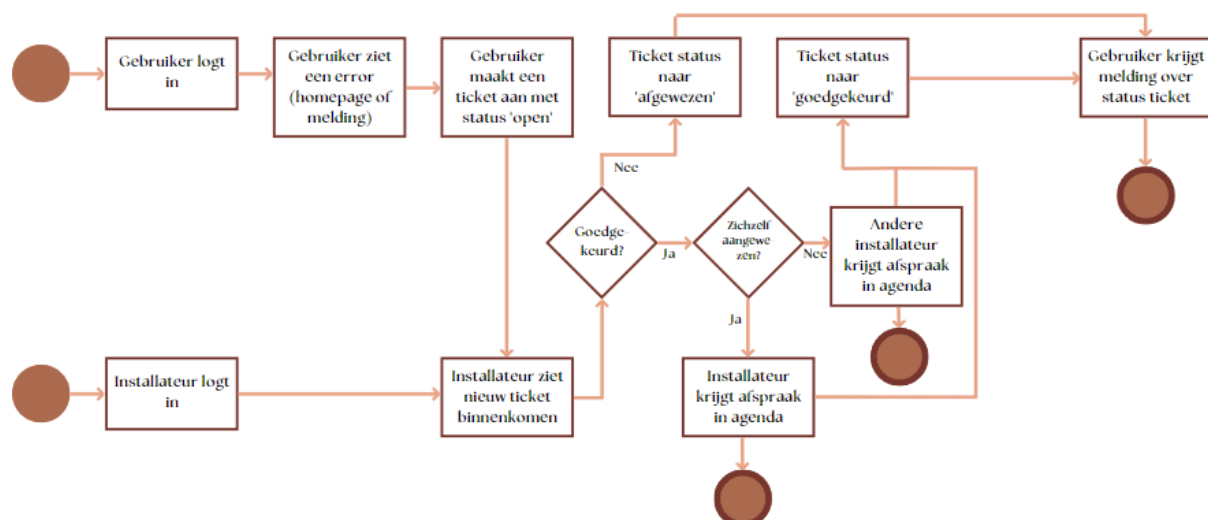 Gebruiker logt
in
Gebruiker ziet
een error
(homepage of
melding)
Gebruiker
maakt een
ticket aan met
status 'open'
Ticket status
naar
'afgewezen'
Ticket status
naar
'goedgekeurd'
Gebruiker krijgt
melding over
status ticket
Nee
Goedge-
keurd?
Ja
Zichzelf
aangewe
zen?
Nee
Andere
installateur
krijgt afspraak
in agenda
Ja
Installateur logt
in
Installateur ziet
nieuw ticket
binnenkomen
Installateur
krijgt afspraak
in agenda